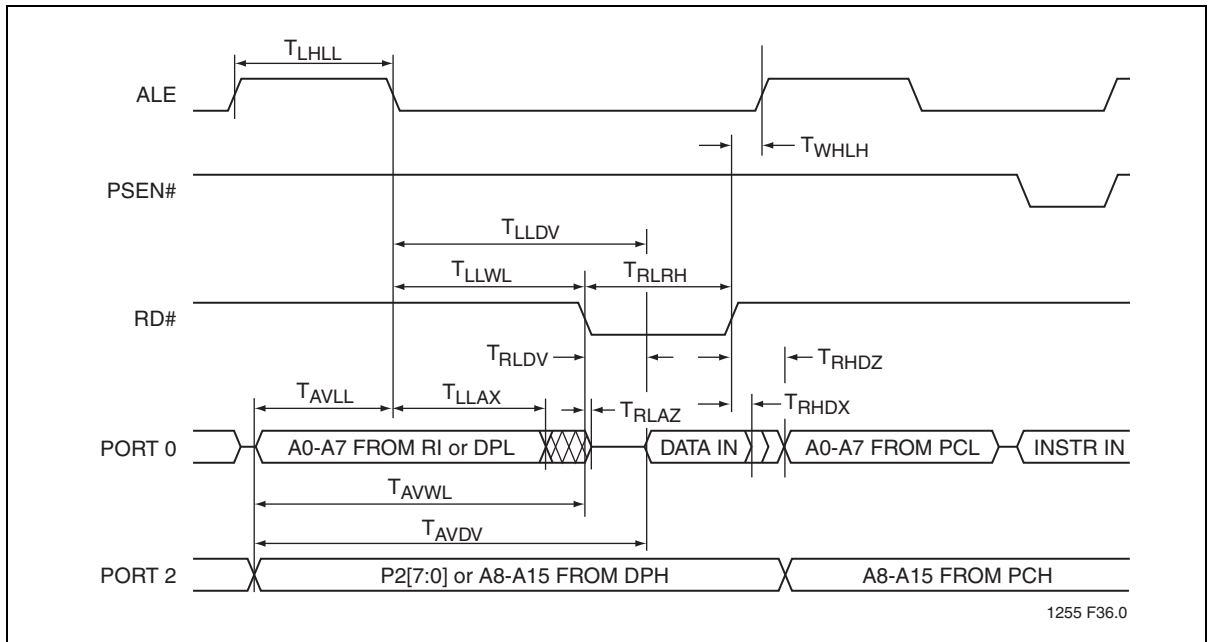 TLHLL
ALE
TWHLH
PSEN#
TLLDV
TLLWL
TRLRH
RD#
TRLDV
TRHDZ
TAVLL
TLLAX
TRLAZ
TRHDX
PORT 0
A0-A7 FROM RI or DPL
DATA IN
A0-A7 FROM PCL
INSTR IN
TAVWL
TAVDV
PORT 2
P2[7:0] or A8-A15 FROM DPH
A8-A15 FROM PCH
1255 F36.0